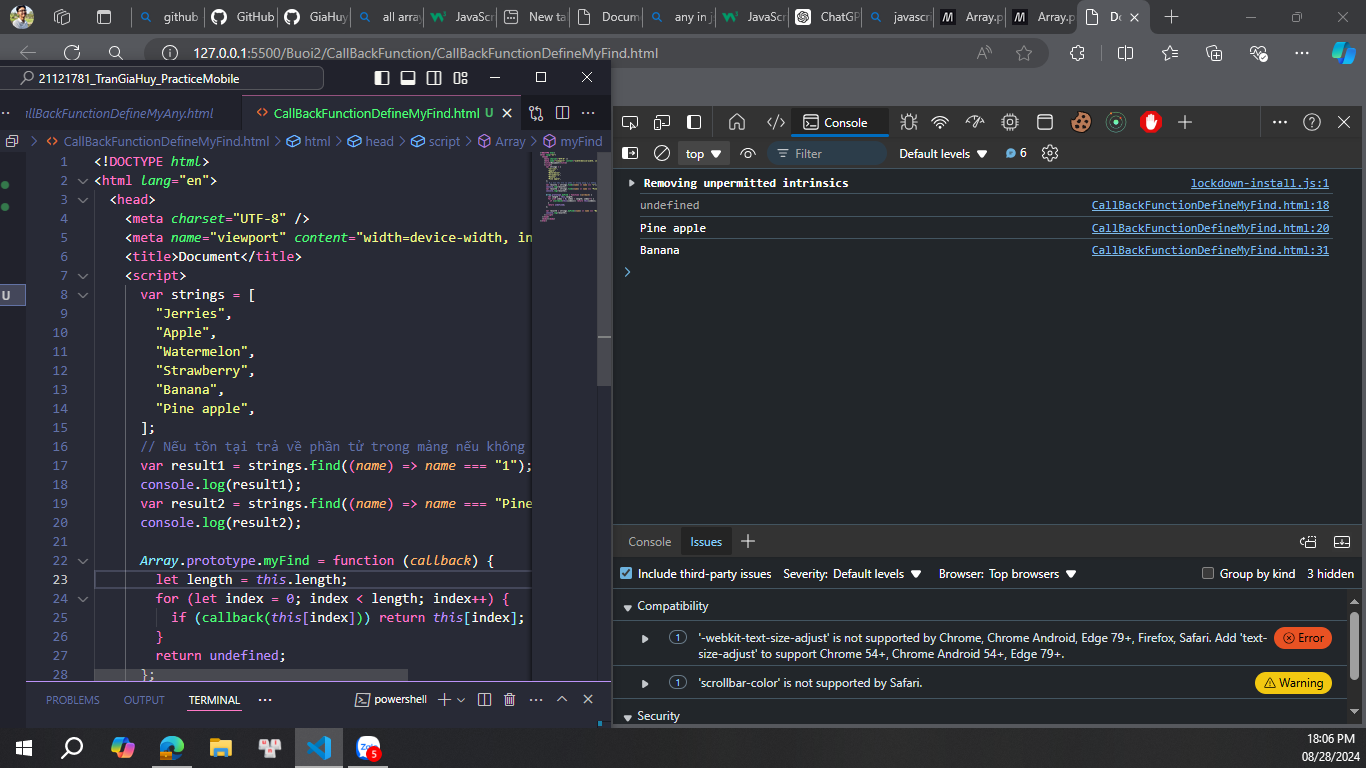 github
GitHub
GiaHuy
all array
JavaScr
New ta
Docum
any in j
JavaScr
ChatGP
javascri
Array.p
Array.p
Do
127.0.0.1:5500/Buoi2/CallBackFunction/CallBackFunctionDefineMyFind.html
21121781_TranGiaHuy_PracticeMobile
allBackFunctionDefineMyAny.html
CallBackFunctionDefineMyFind.html U
CallBackFunctionDefineMyFind.html > html > head > script > Array > myFind
U
1 <!DOCTYPE html>
2 <html lang="en">
3 <head>
4 <meta charset="UTF-8" />
5 <meta name="viewport" content="width=device-width, in
6 <title>Document</title>
7 <script>
8 var strings = [
9 "Jerries",
10 "Apple",
11 "Watermelon",
12 "Strawberry",
13 "Banana",
14 "Pine apple",
15 ];
16 // Nếu tồn tại trả về phần tử trong mảng nếu không
17 var result1 = strings.find((name) => name === "1");
18 console.log(result1);
19 var result2 = strings.find((name) => name === "Pine
20 console.log(result2);
21
22 Array.prototype.myFind = function (callback) {
23 let length = this.length;
24 for (let index = 0; index < length; index++) {
25 if (callback(this[index])) return this[index];
26 }
27 return undefined;
28 };
PROBLEMS OUTPUT TERMINAL ··· powershell
Console
top
Filter
Default levels
6
Removing unpermitted intrinsics lockdown-install.js:1
undefined CallBackFunctionDefineMyFind.html:18
Pine apple CallBackFunctionDefineMyFind.html:20
Banana CallBackFunctionDefineMyFind.html:31
Console Issues
Include third-party issues Severity: Default levels Browser: Top browsers Group by kind 3 hidden
Compatibility
1 '-webkit-text-size-adjust' is not supported by Chrome, Chrome Android, Edge 79+, Firefox, Safari. Add 'text-
size-adjust' to support Chrome 54+, Chrome Android 54+, Edge 79+.
Error
1 'scrollbar-color' is not supported by Safari.
Warning
Security
Zalo
5
18:06 PM
08/28/2024